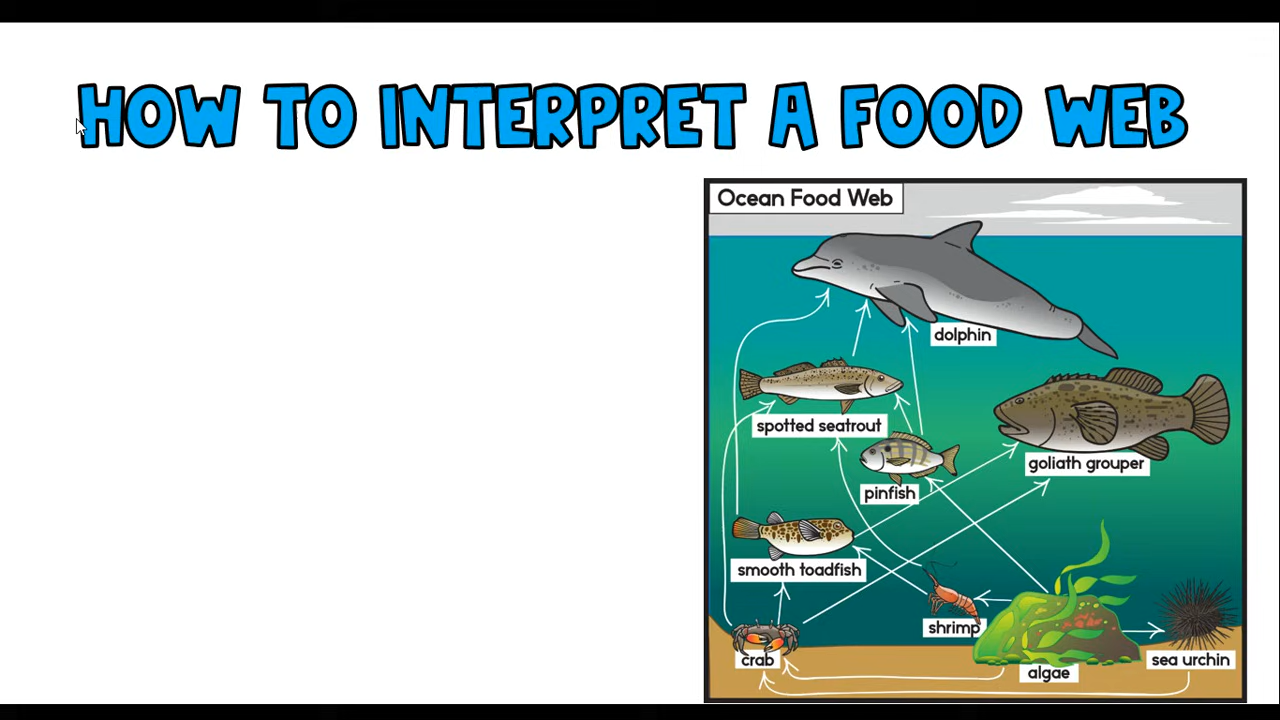 HOW TO INTERPRET A FOOD WEB
Ocean Food Web
dolphin
spotted seatrout
goliath grouper
pinfish
smooth toadfish
shrimp
crab
sea urchin
algae